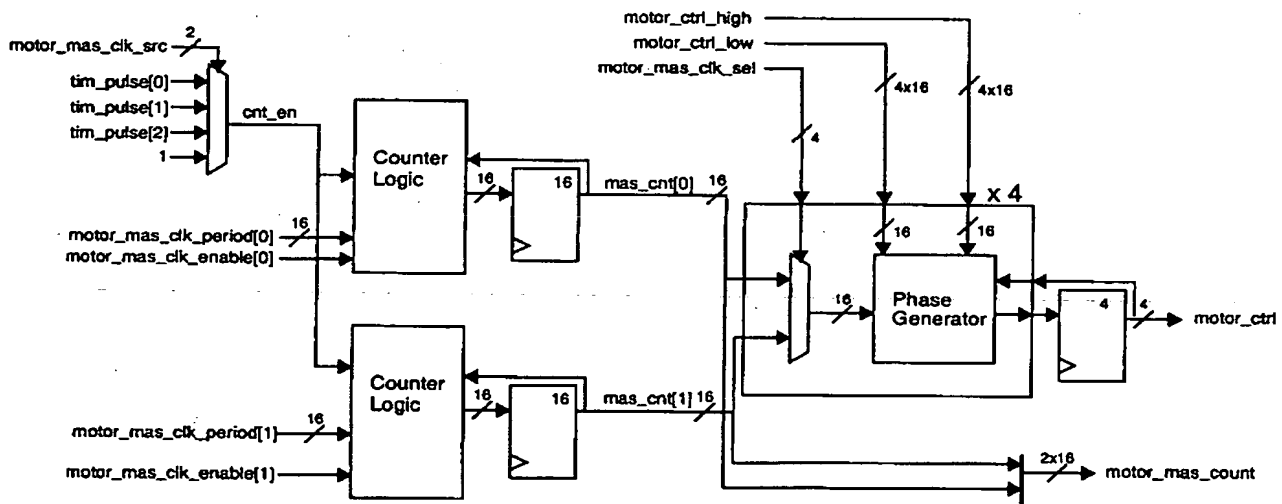 motor_ctrl_high
motor_ctrl_low
motor_mas_clk_sel
motor_mas_clk_src
2
tim_pulse[0]
tim_pulse[1]
tim_pulse[2]
1
cnt_en
4x16
4x16
4
Counter
Logic
16
16
mas_cnt[0]
16
x 4
16
16
motor_mas_clk_period[0]
16
motor_mas_clk_enable[0]
16
Phase
Generator
4
4
motor_ctrl
Counter
Logic
16
16
mas_cnt[1]
16
motor_mas_clk_period[1]
16
motor_mas_clk_enable[1]
2x16
motor_mas_count